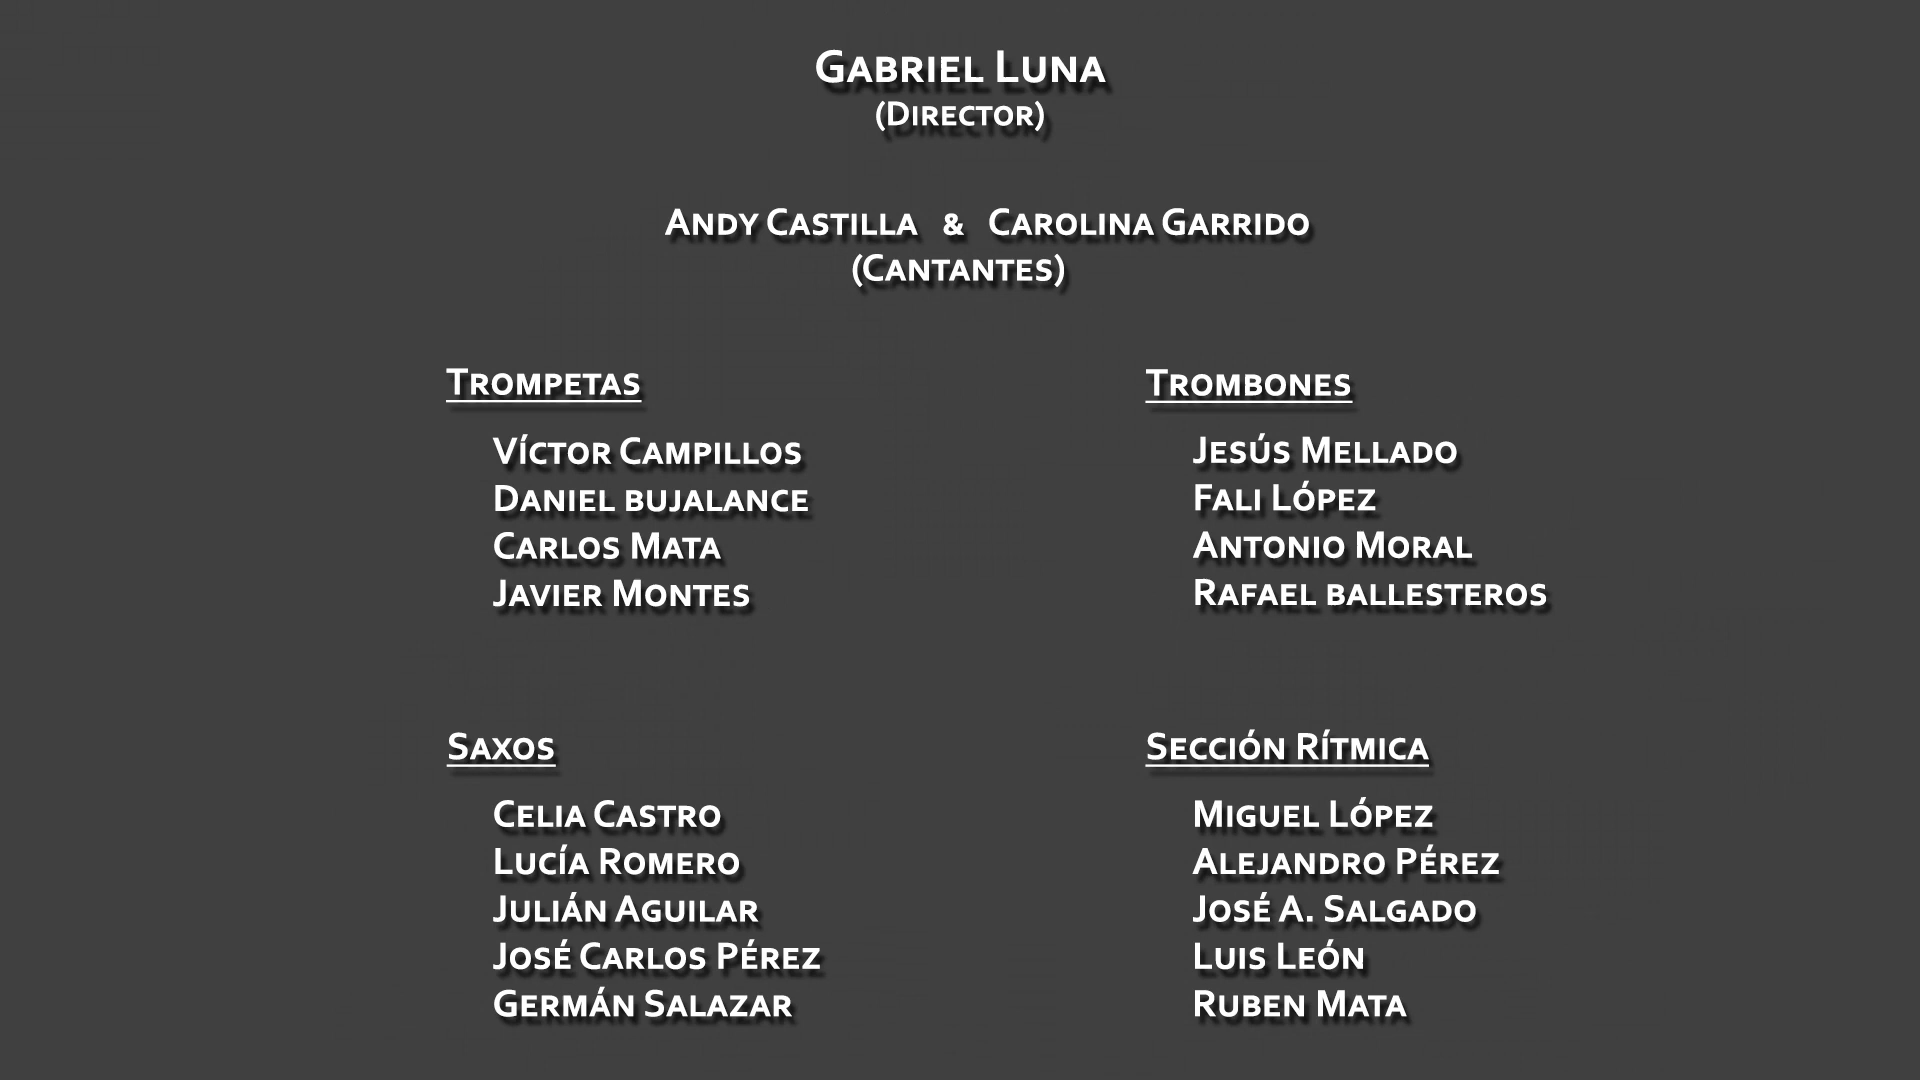 Gabriel Luna
(Director)
Andy Castilla & Carolina Garrido
(Cantantes)
Trompetas
Víctor Campillos
Daniel bujalance
Carlos Mata
Javier Montes
Trombones
Jesús Mellado
Fali López
Antonio Moral
Rafael ballesteros
Saxos
Celia Castro
Lucía Romero
Julián Aguilar
José Carlos Pérez
Germán Salazar
Sección Rítmica
Miguel López
Alejandro Pérez
José A. Salgado
Luis León
Ruben Mata